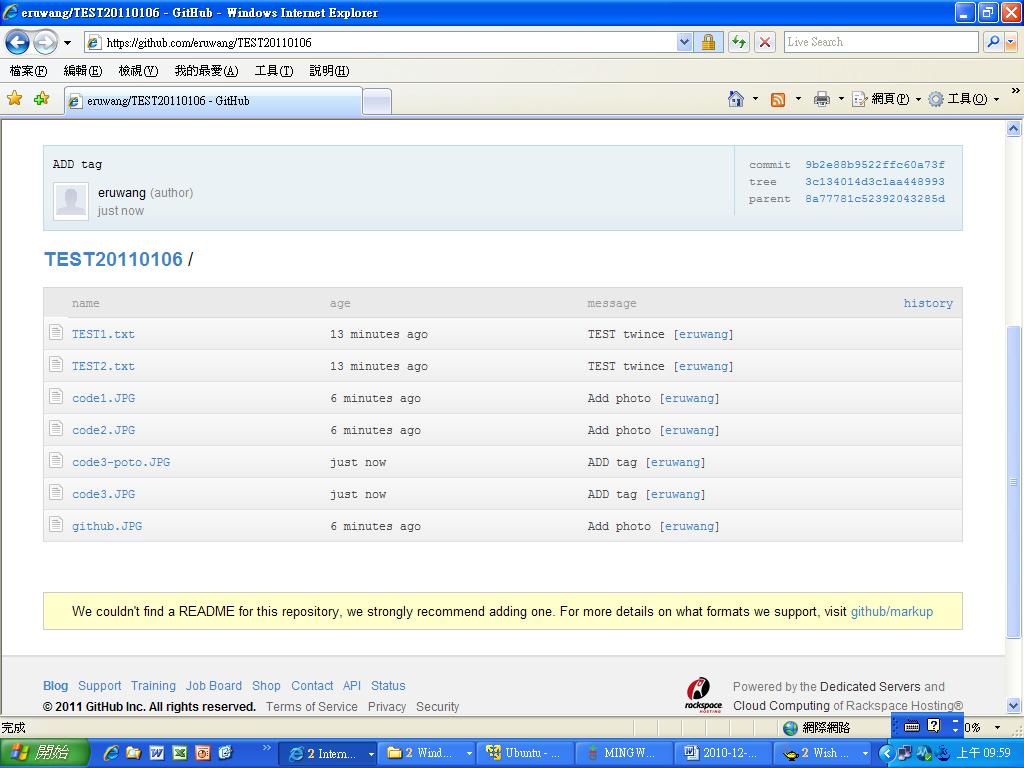 eruwang/TEST20110106 - GitHub - Windows Internet Explorer
https://github.com/eruwang/TEST20110106
Live Search
檔案(F) 編輯(E) 檢視(V) 我的最愛(A) 工具(T) 說明(H)
eruwang/TEST20110106 - GitHub
網頁(P) 工具(O)
ADD tag
eruwang (author)
just now
commit 9b2e88b9522ffc60a73f
tree 3c134014d3c1aa448993
parent 8a77781c52392043285d
TEST20110106 /
name age message history
TEST1.txt 13 minutes ago TEST twince [eruwang]
TEST2.txt 13 minutes ago TEST twince [eruwang]
code1.JPG 6 minutes ago Add photo [eruwang]
code2.JPG 6 minutes ago Add photo [eruwang]
code3-poto.JPG just now ADD tag [eruwang]
code3.JPG just now ADD tag [eruwang]
github.JPG 6 minutes ago Add photo [eruwang]
We couldn't find a README for this repository, we strongly recommend adding one. For more details on what formats we support, visit github/markup
Blog Support Training Job Board Shop Contact API Status
© 2011 GitHub Inc. All rights reserved. Terms of Service Privacy Security
rackspace
HOSTING
Powered by the Dedicated Servers and
Cloud Computing of Rackspace Hosting®
完成
網際網路
0%
開始
2 Intern...
2 Wind...
Ubuntu - ...
MINGW...
2010-12-...
2 Wish ...
上午 09:59